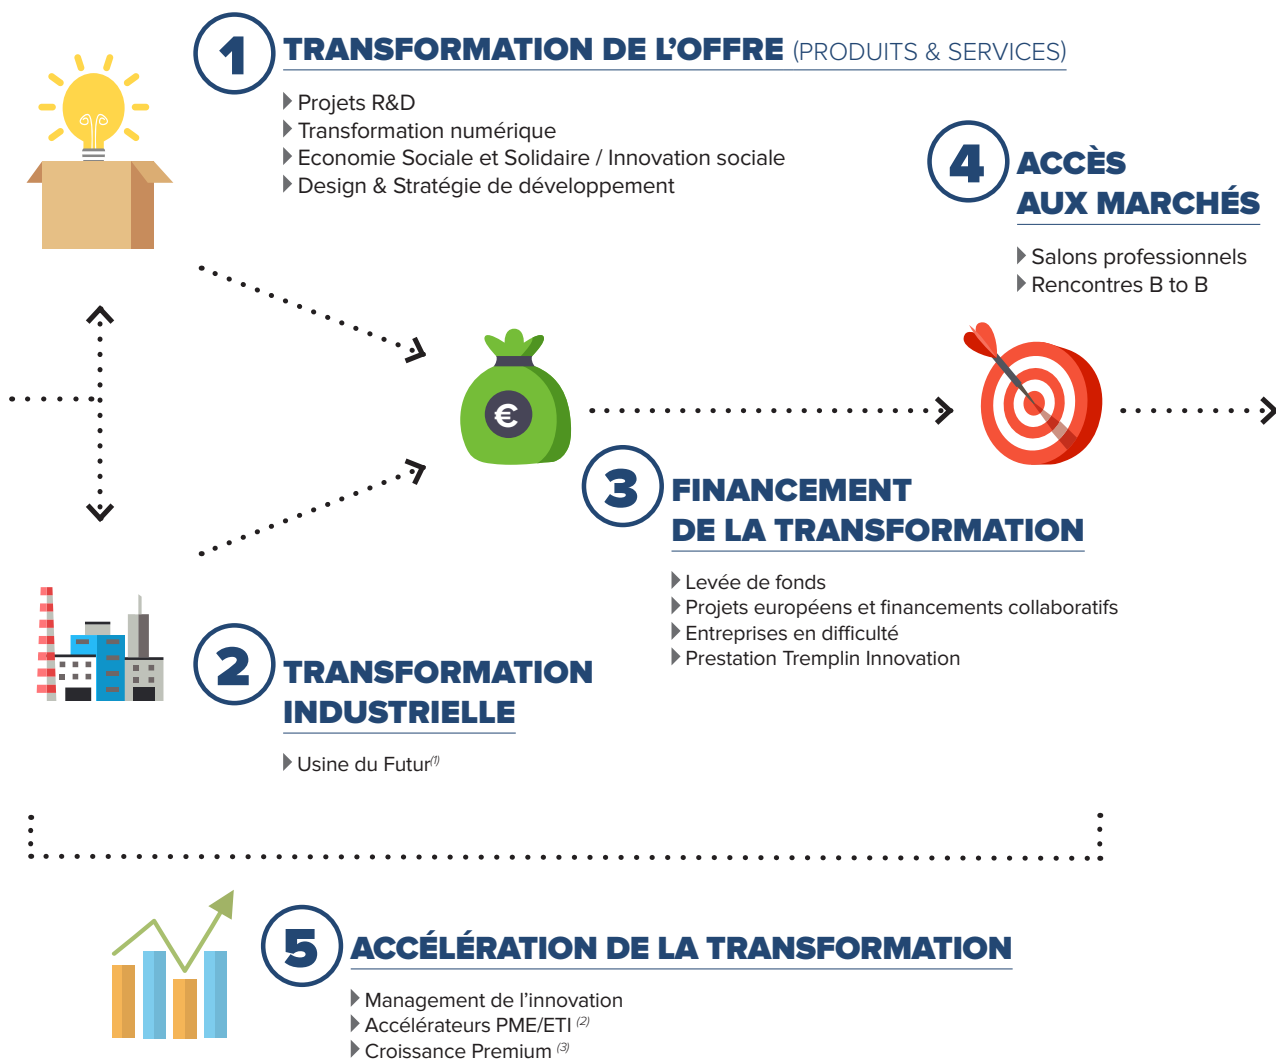 1 TRANSFORMATION DE L’OFFRE (PRODUITS & SERVICES)
Projets R&D
Transformation numérique
Economie Sociale et Solidaire / Innovation sociale
Design & Stratégie de développement
4 ACCÈS
AUX MARCHÉS
Salons professionnels
Rencontres B to B
€
3 FINANCEMENT
DE LA TRANSFORMATION
Levée de fonds
Projets européens et financements collaboratifs
Entreprises en difficulté
Prestation Tremplin Innovation
2 TRANSFORMATION
INDUSTRIELLE
Usine du Futur(1)
5 ACCÉLÉRATION DE LA TRANSFORMATION
Management de l’innovation
Accélérateurs PME/ETI (2)
Croissance Premium (3)